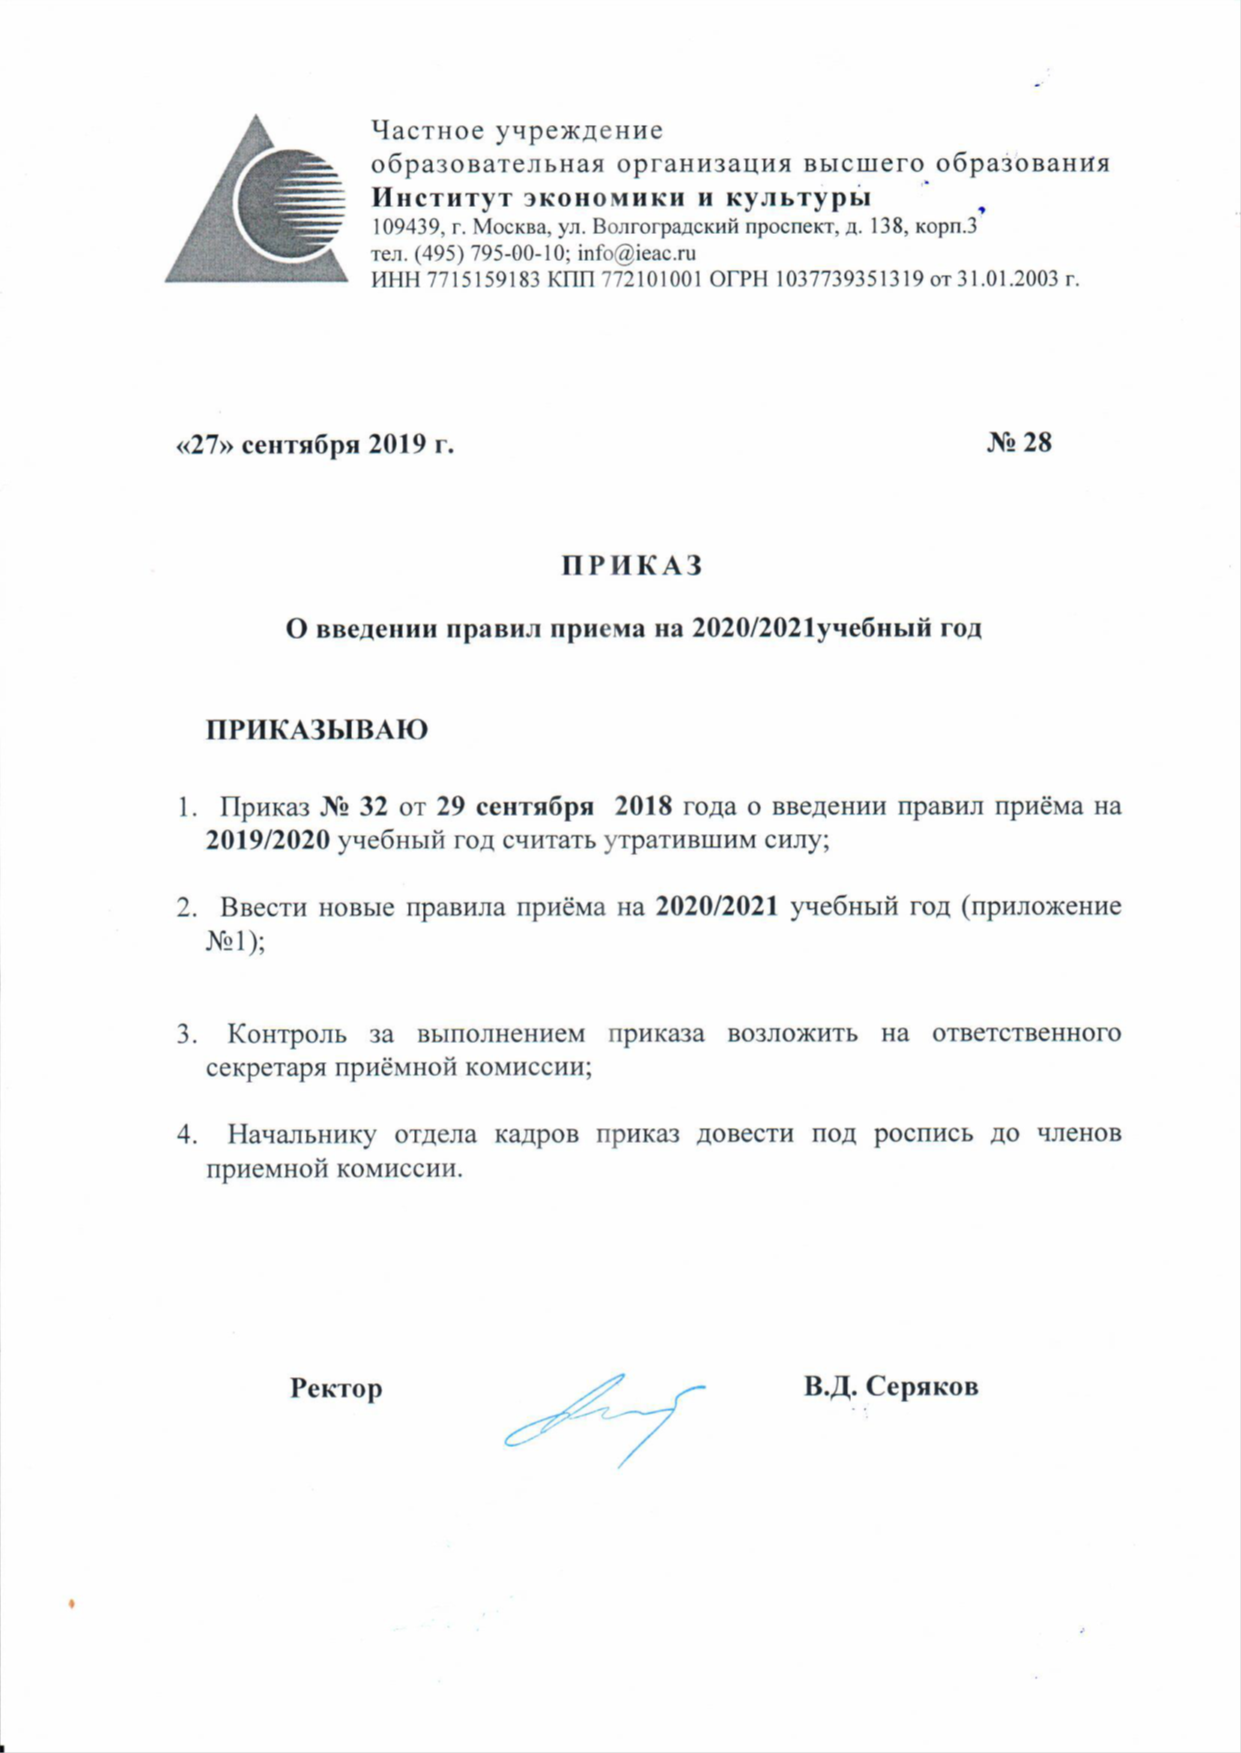 Частное учреждение
образовательная организация высшего образования
Институт экономики и культуры
109439, г. Москва, ул. Волгоградский проспект, д. 138, корп.3
тел. (495) 795-00-10; info@ieac.ru
ИНН 7715159183 КПП 772101001 ОГРН 1037739351319 от 31.01.2003 г.
«27» сентября 2019 г. № 28
ПРИКАЗ
О введении правил приема на 2020/2021учебный год
ПРИКАЗЫВАЮ
1. Приказ № 32 от 29 сентября 2018 года о введении правил приёма на
2019/2020 учебный год считать утратившим силу;
2. Ввести новые правила приёма на 2020/2021 учебный год (приложение
№1);
3. Контроль за выполнением приказа возложить на ответственного
секретаря приёмной комиссии;
4. Начальнику отдела кадров приказ довести под роспись до членов
приемной комиссии.
Ректор В.Д. Серяков